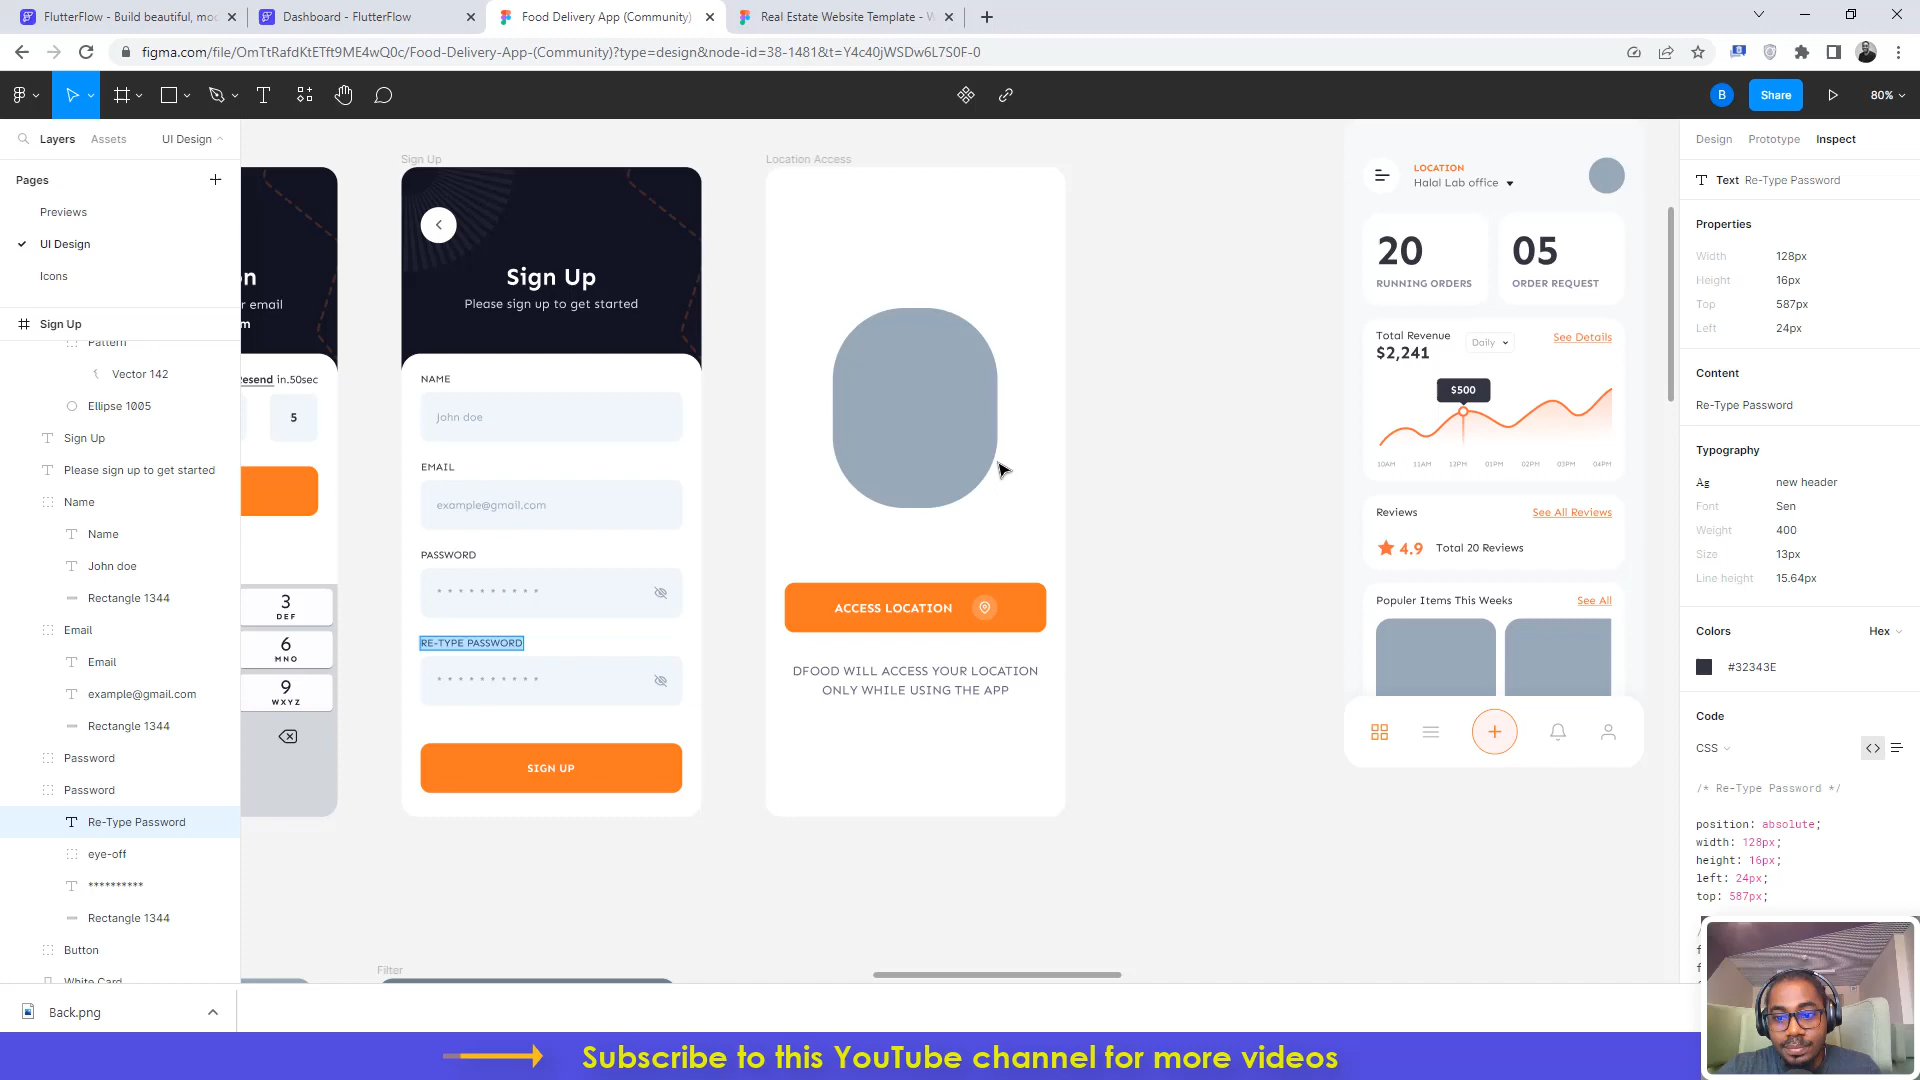 FlutterFlow - Build beautiful, mo
Dashboard - FlutterFlow
Food Delivery App (Community)
Real Estate Website Template - W
figma.com/file/OmTtRafdKtETft9ME4wQ0c/Food-Delivery-App-(Community)?type=design&node-id=38-1481&t=Y4c40jWSDw6L7S0F-0
B
Share
80%
Layers
Assets
UI Design
Pages
Previews
UI Design
Icons
Sign Up
Pattern
Vector 142
Ellipse 1005
Sign Up
Please sign up to get started
Name
Name
John doe
Rectangle 1344
Email
Email
example@gmail.com
Rectangle 1344
Password
Password
Re-Type Password
eye-off
**********
Rectangle 1344
Button
White Card
on
r email
m
Resend in.50sec
5
3
DEF
6
MNO
9
WXYZ
Sign Up
Sign Up
Please sign up to get started
NAME
John doe
EMAIL
example@gmail.com
PASSWORD
* * * * * * * * * *
RE-TYPE PASSWORD
* * * * * * * * * *
SIGN UP
Filter
Location Access
ACCESS LOCATION
DFOOD WILL ACCESS YOUR LOCATION
ONLY WHILE USING THE APP
LOCATION
Halal Lab office
20
RUNNING ORDERS
05
ORDER REQUEST
Total Revenue
$2,241
Daily
See Details
$500
10AM 11AM 12PM 01PM 02PM 03PM 04PM
Reviews
See All Reviews
4.9
Total 20 Reviews
Populer Items This Weeks
See All
Design
Prototype
Inspect
Text Re-Type Password
Properties
Width 128px
Height 16px
Top 587px
Left 24px
Content
Re-Type Password
Typography
Ag new header
Font Sen
Weight 400
Size 13px
Line height 15.64px
Colors
Hex
#32343E
Code
CSS
/* Re-Type Password */
position: absolute;
width: 128px;
height: 16px;
left: 24px;
top: 587px;
Back.png
Subscribe to this YouTube channel for more videos